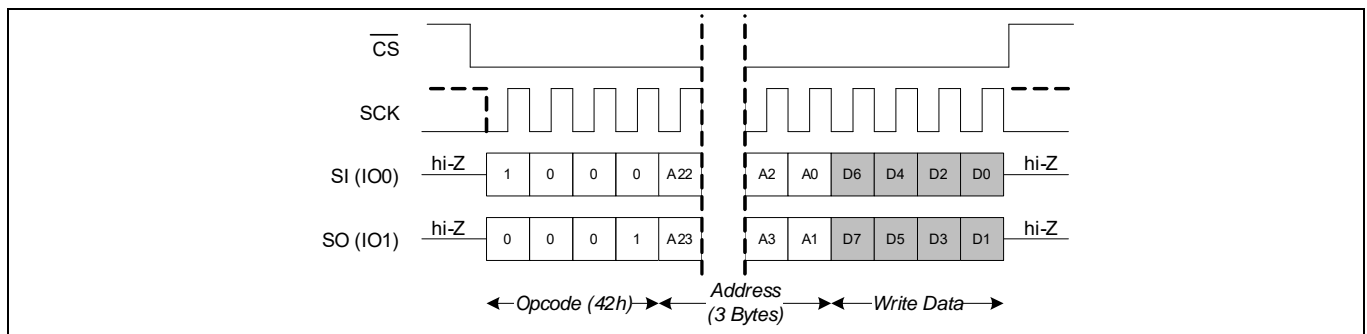 CS
SCK
SI (IO0) hi-Z 1 0 0 0 A22 A2 A0 D6 D4 D2 D0 hi-Z
SO (IO1) hi-Z 0 0 0 1 A23 A3 A1 D7 D5 D3 D1 hi-Z
Opcode (42h) Address Write Data
(3 Bytes)